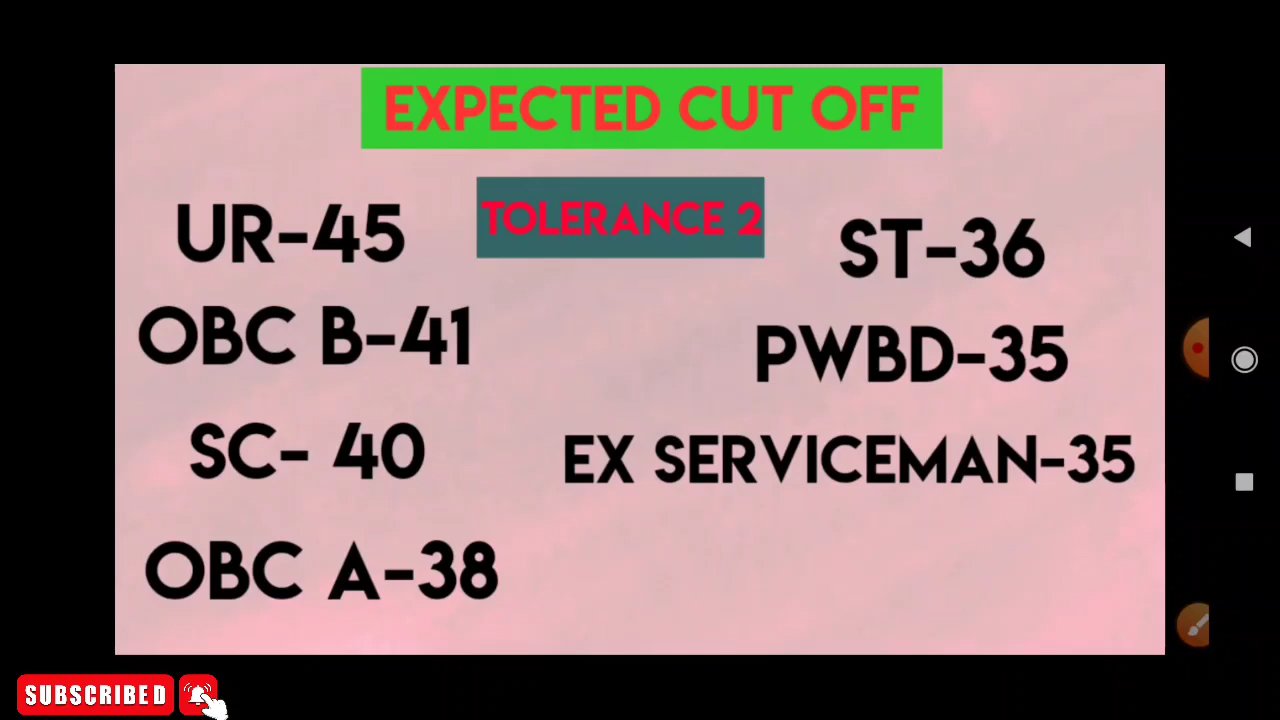 EXPECTED CUT OFF
TOLERANCE 2
UR-45
OBC B-41
SC- 40
OBC A-38
ST-36
PWBD-35
EX SERVICEMAN-35
SUBSCRIBED